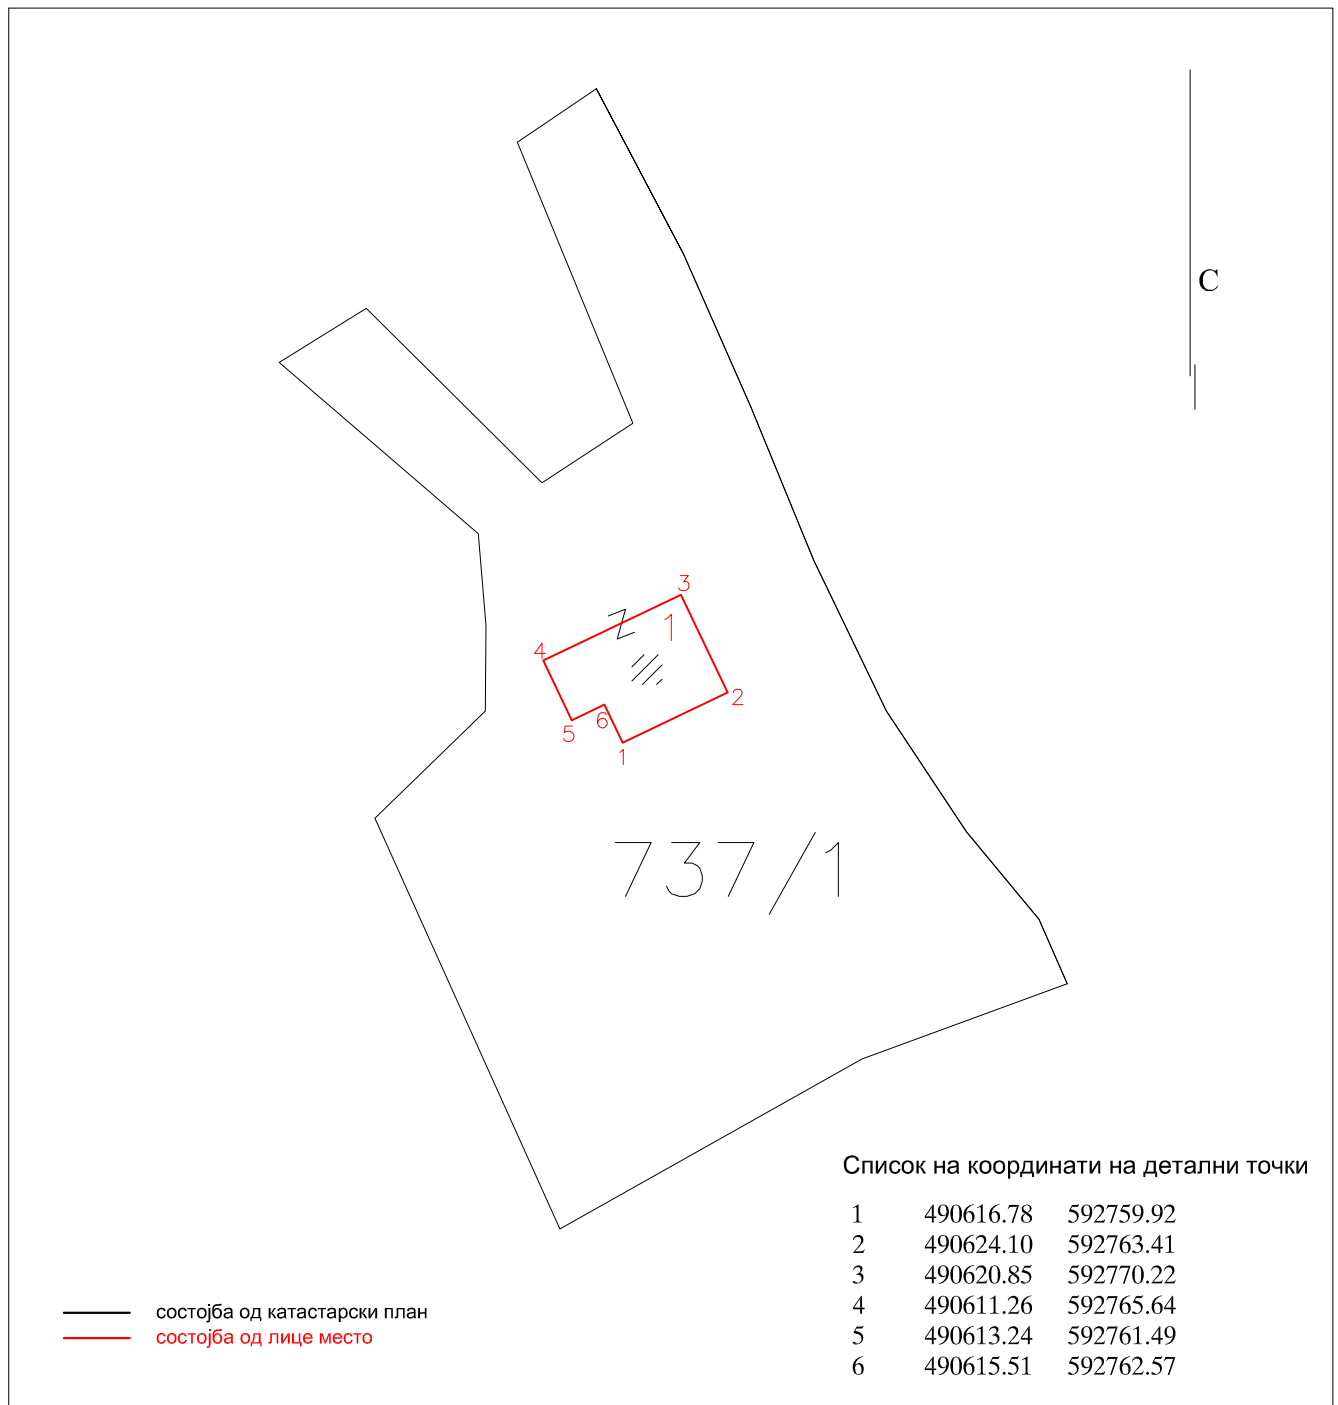 С
3
1
4
2
6
5
1
737/1
Список на координати на детални точки
1 490616.78 592759.92
2 490624.10 592763.41
3 490620.85 592770.22
4 490611.26 592765.64
5 490613.24 592761.49
6 490615.51 592762.57
состојба од катастарски план
состојба од лице место